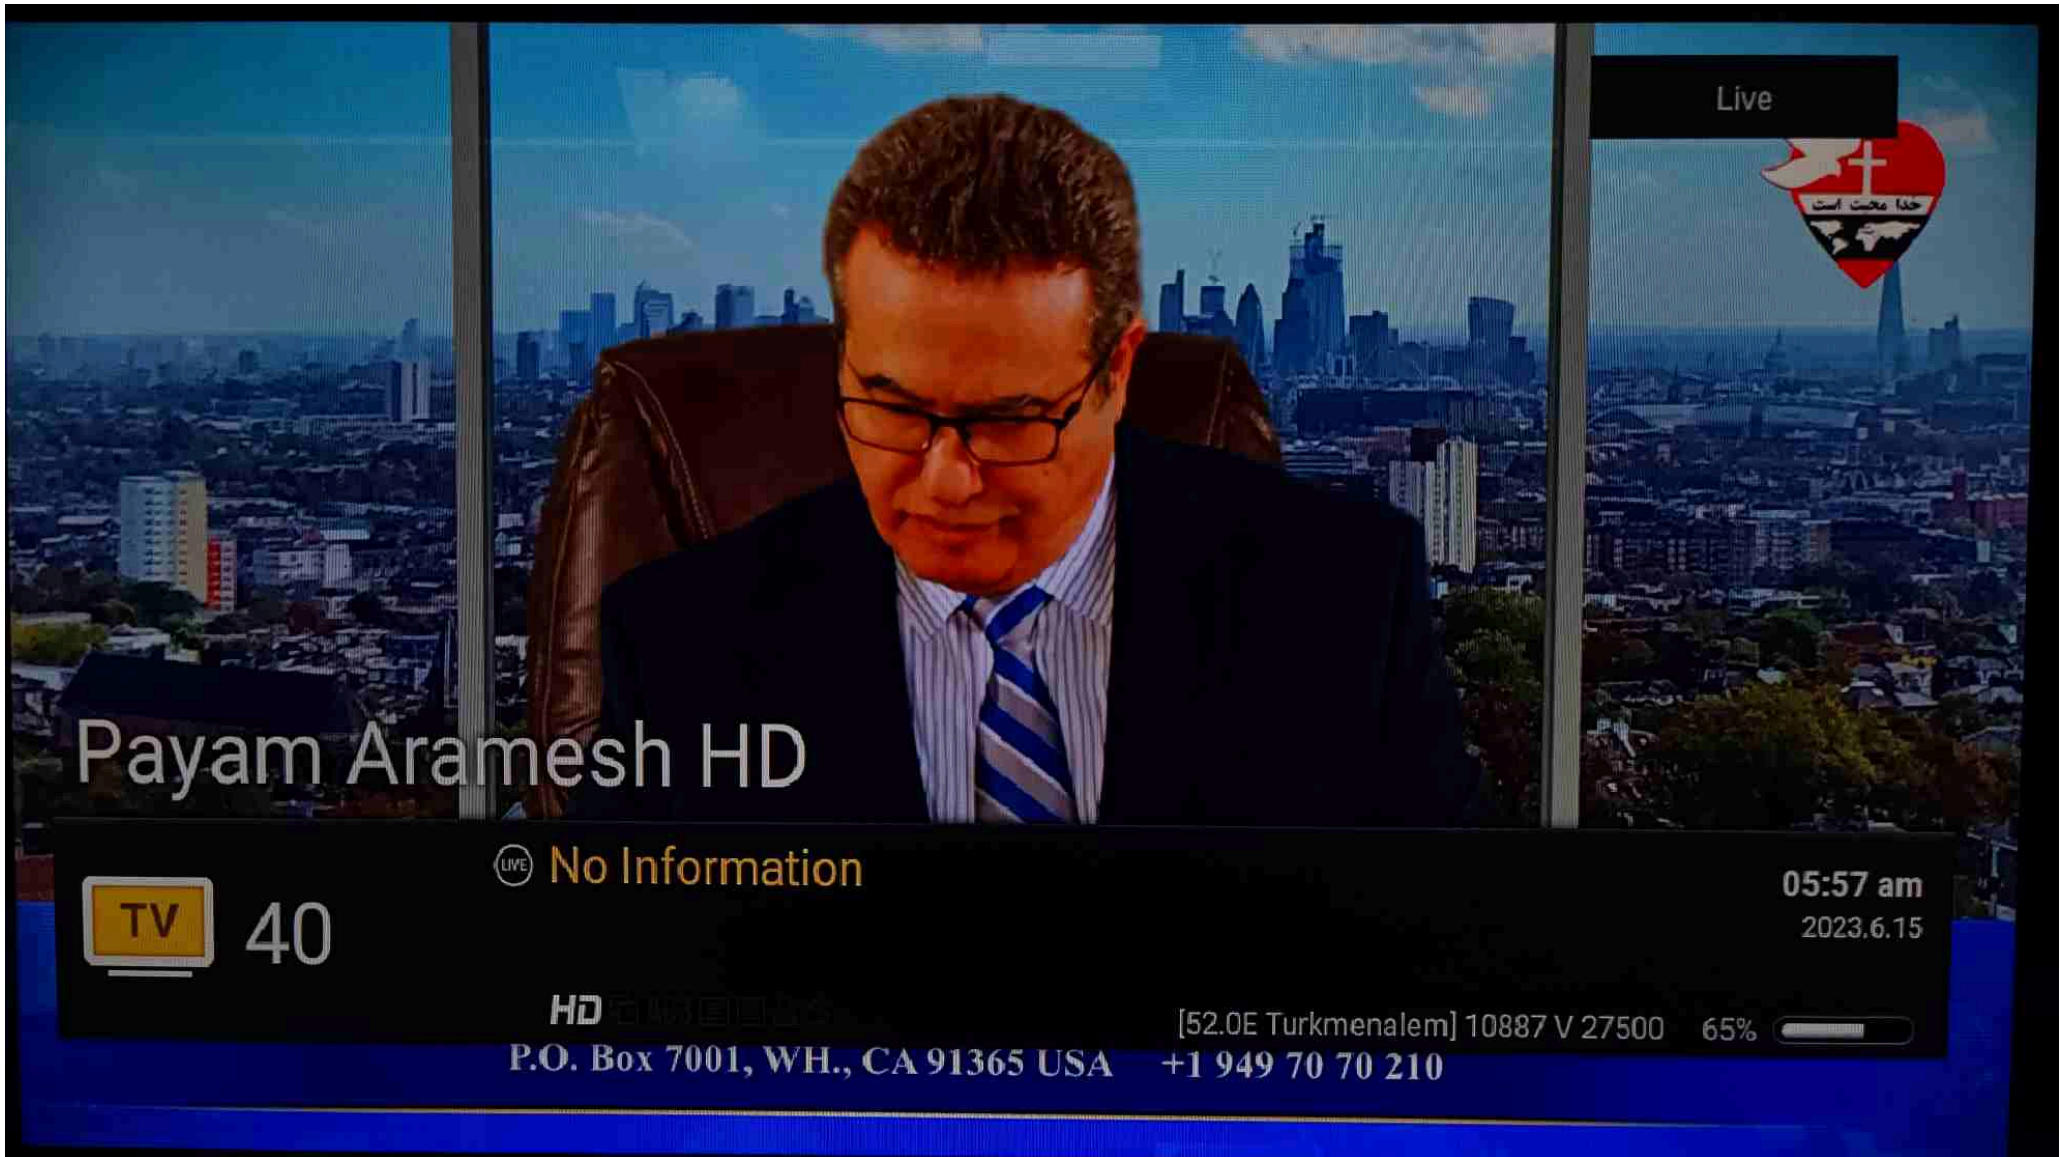 Live
خدا محبت است
Payam Aramesh HD
LIVE No Information
TV 40
05:57 am
2023.6.15
HD
[52.0E Turkmenalem] 10887 V 27500 65%
P.O. Box 7001, WH., CA 91365 USA +1 949 70 70 210